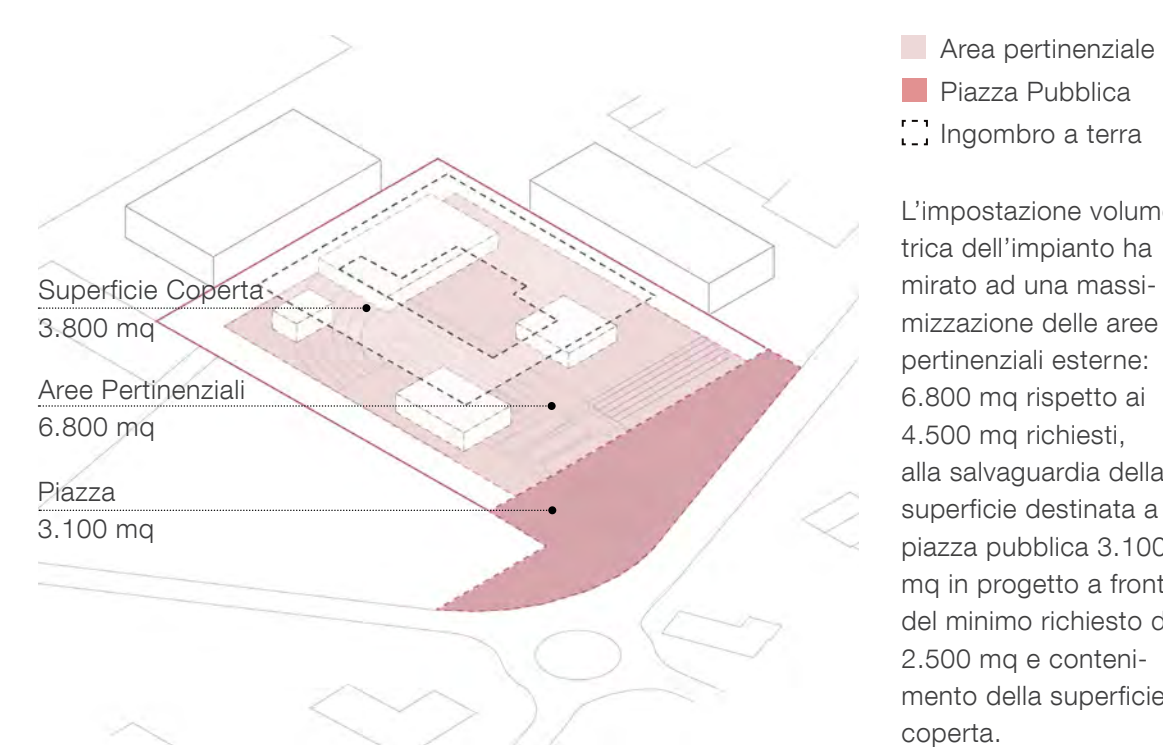 Area pertinenziale
Piazza Pubblica
Ingombro a terra
L'impostazione volum
trica dell'impianto ha
mirato ad una massi-
mizzazione delle aree
pertinenziali esterne:
6.800 mq rispetto ai
4.500 mq richiesti,
alla salvaguardia della
superficie destinata a
piazza pubblica 3.100
mq in progetto a front
del minimo richiesto d
2.500 mq e conteni-
mento della superficie
coperta.
Superficie Coperta
3.800 mq
Aree Pertinenziali
6.800 mq
Piazza
3.100 mq